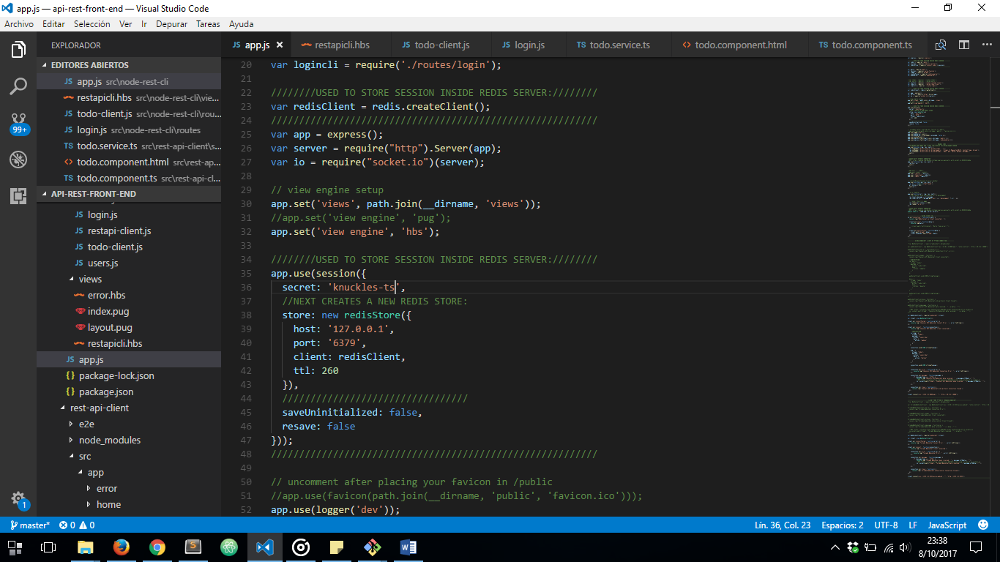 app.js — api-rest-front-end — Visual Studio Code
Archivo Editar Selección Ver Ir Depurar Tareas Ayuda
EXPLORADOR
EDITORES ABIERTOS
JS app.js src\node-rest-cli
restapicli.hbs src\node-rest-cli\vie...
JS todo-client.js src\node-rest-cli\rou...
JS login.js src\node-rest-cli\routes
TS todo.service.ts src\rest-api-client\s...
<> todo.component.html src\rest-ap...
TS todo.component.ts src\rest-api-cl...
API-REST-FRONT-END
JS login.js
JS restapi-client.js
JS todo-client.js
JS users.js
views
error.hbs
index.pug
layout.pug
restapicli.hbs
JS app.js
{} package-lock.json
{} package.json
rest-api-client
e2e
node_modules
src
app
error
home
99+
1
JS app.js × restapicli.hbs JS todo-client.js JS login.js TS todo.service.ts <> todo.component.html TS todo.component.ts
20 var logincli = require('./routes/login');
21
22 ////////USED TO STORE SESSION INSIDE REDIS SERVER:////////
23 var redisClient = redis.createClient();
24 //////////////////////////////////////////////////////////
25 var app = express();
26 var server = require("http").Server(app);
27 var io = require("socket.io")(server);
28
29 // view engine setup
30 app.set('views', path.join(__dirname, 'views'));
31 //app.set('view engine', 'pug');
32 app.set('view engine', 'hbs');
33
34 ////////USED TO STORE SESSION INSIDE REDIS SERVER:////////
35 app.use(session({
36 secret: 'knuckles-ts',
37 //NEXT CREATES A NEW REDIS STORE:
38 store: new redisStore({
39 host: '127.0.0.1',
40 port: '6379',
41 client: redisClient,
42 ttl: 260
43 }),
44 /////////////////////////////////
45 saveUninitialized: false,
46 resave: false
47 }));
48 //////////////////////////////////////////////////////////
49
50 // uncomment after placing your favicon in /public
51 //app.use(favicon(path.join(__dirname, 'public', 'favicon.ico')));
52 app.use(logger('dev'));
master* 0 0 Lín. 36, Col. 23 Espacios: 2 UTF-8 LF JavaScript
23:38
8/10/2017